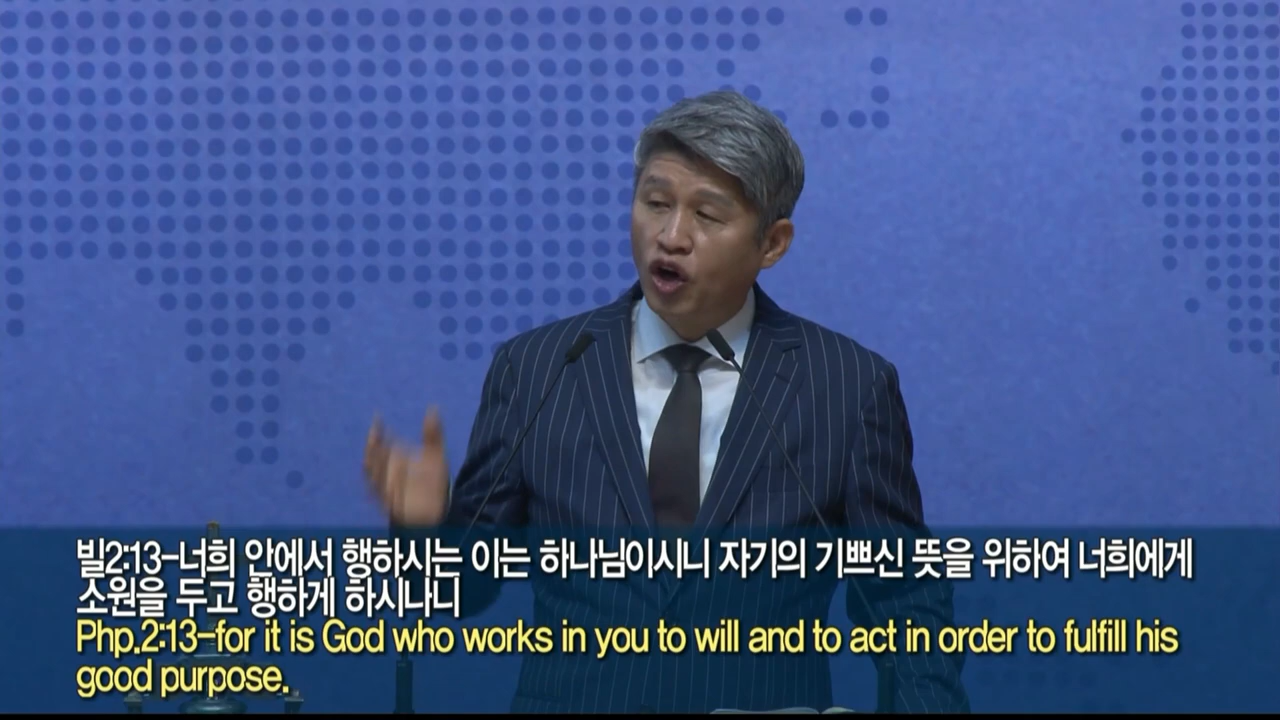 빌2:13-너희 안에서 행하시는 이는 하나님이시니 자기의 기쁘신 뜻을 위하여 너희에게
소원을 두고 행하게 하시나니
Php.2:13-for it is God who works in you to will and to act in order to fulfill his
good purpose.